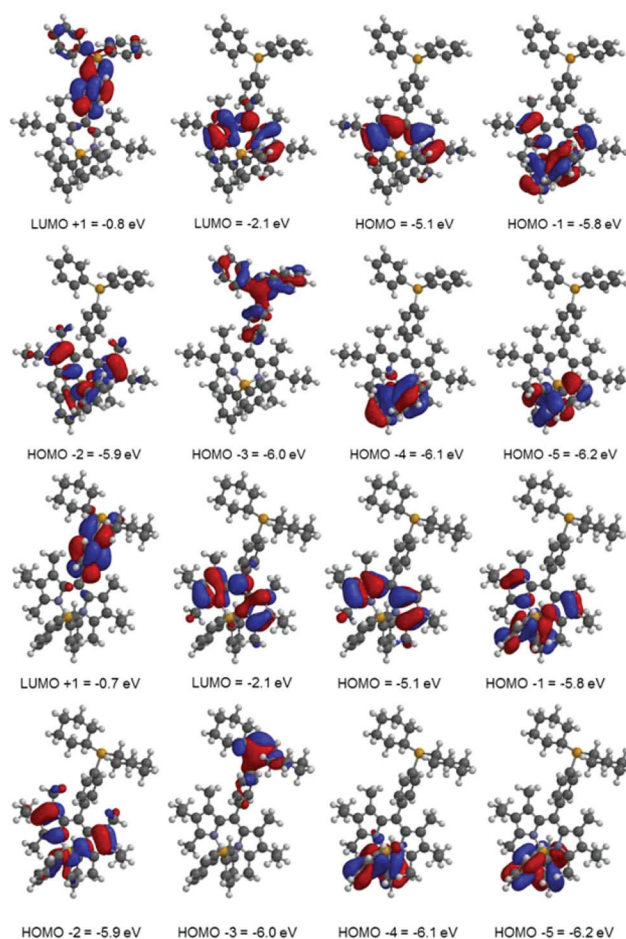 LUMO +1 = -0.8 eV
LUMO = -2.1 eV
HOMO = -5.1 eV
HOMO -1 = -5.8 eV
HOMO -2 = -5.9 eV
HOMO -3 = -6.0 eV
HOMO -4 = -6.1 eV
HOMO -5 = -6.2 eV
LUMO +1 = -0.7 eV
LUMO = -2.1 eV
HOMO = -5.1 eV
HOMO -1 = -5.8 eV
HOMO -2 = -5.9 eV
HOMO -3 = -6.0 eV
HOMO -4 = -6.1 eV
HOMO -5 = -6.2 eV